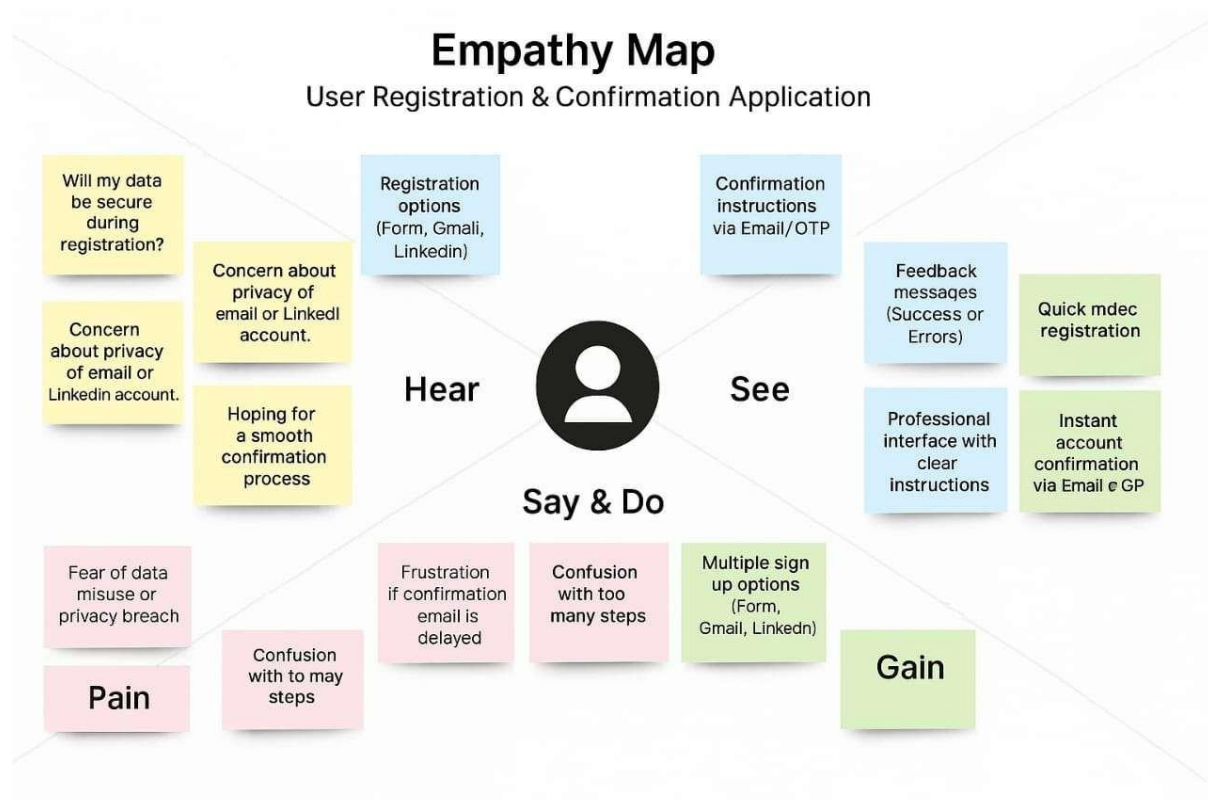 Empathy Map
User Registration & Confirmation Application
Will my data
be secure
during
registration?
Concern about
privacy of
email or LinkedI
account.
Concern
about privacy
of email or
Linkedin account.
Hoping for
a smooth
confirmation
process
Registration
options
(Form, Gmali,
Linkedin)
Confirmation
instructions
via Email/OTP
Feedback
messages
(Success or
Errors)
Quick mdec
registration
Professional
interface with
clear
instructions
Instant
account
confirmation
via Email e GP
Hear
See
Say & Do
Fear of data
misuse or
privacy breach
Pain
Confusion
with to may
steps
Frustration
if confirmation
email is
delayed
Confusion
with too
many steps
Multiple sign
up options
(Form,
Gmail, Linkedn)
Gain